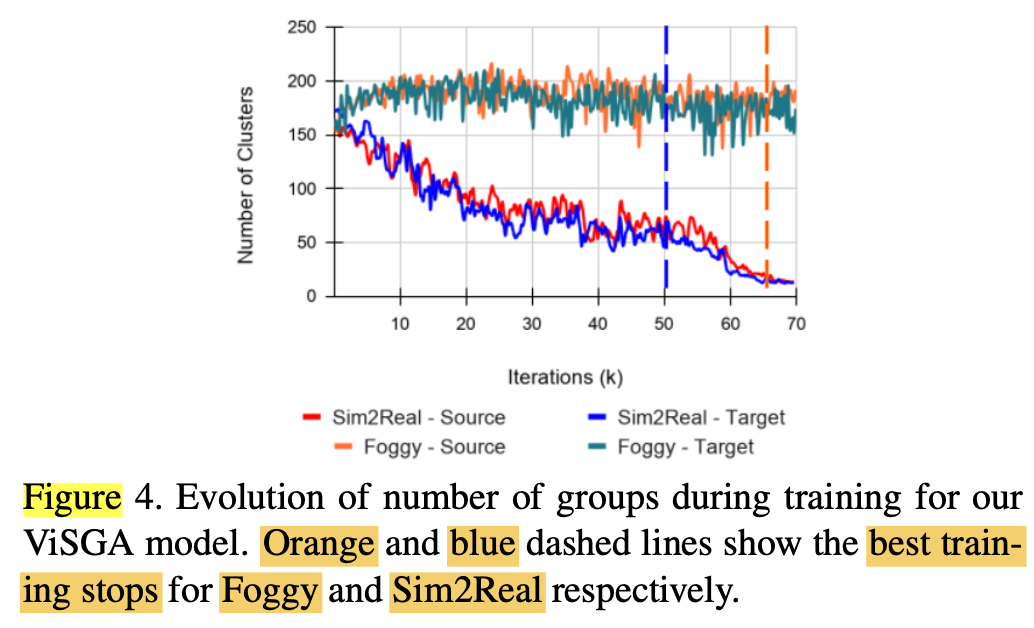 250
200
150
100
50
0
Number of Clusters
10 20 30 40 50 60 70
Iterations (k)
Sim2Real - Source Sim2Real - Target
Foggy - Source Foggy - Target
Figure 4. Evolution of number of groups during training for our
ViSGA model. Orange and blue dashed lines show the best train-
ing stops for Foggy and Sim2Real respectively.